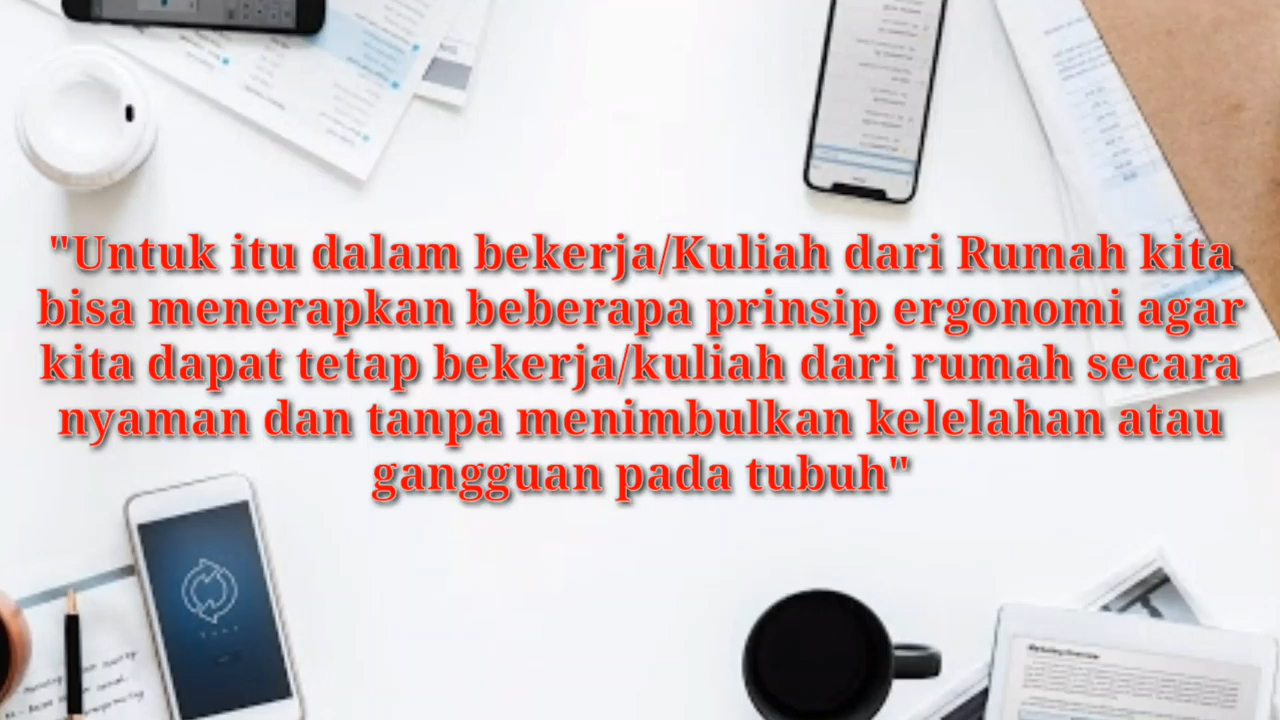 "Untuk itu dalam bekerja/Kuliah dari Rumah kita
bisa menerapkan beberapa prinsip ergonomi agar
kita dapat tetap bekerja/kuliah dari rumah secara
nyaman dan tanpa menimbulkan kelelahan atau
gangguan pada tubuh"